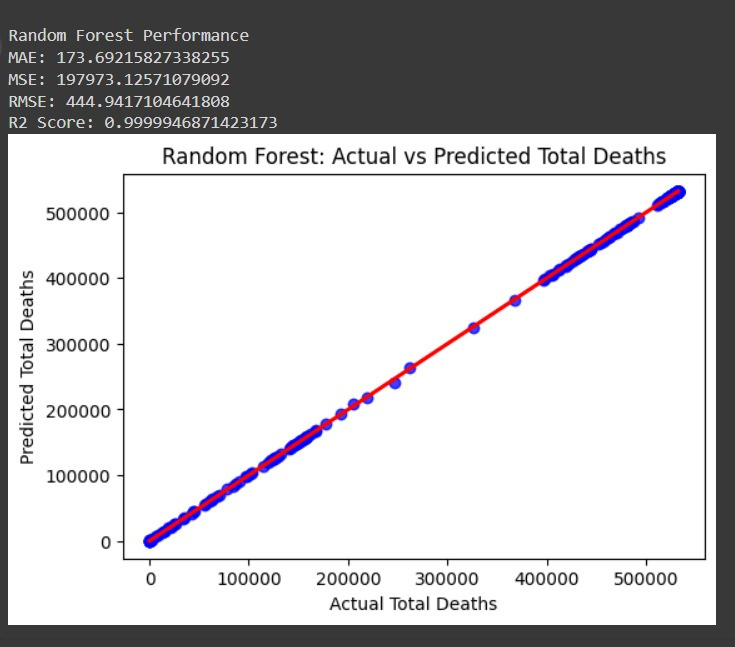 Random Forest Performance
MAE: 173.69215827338255
MSE: 197973.12571079092
RMSE: 444.9417104641808
R2 Score: 0.9999946871423173
Random Forest: Actual vs Predicted Total Deaths
500000
400000
300000
200000
100000
0
Predicted Total Deaths
0 100000 200000 300000 400000 500000
Actual Total Deaths